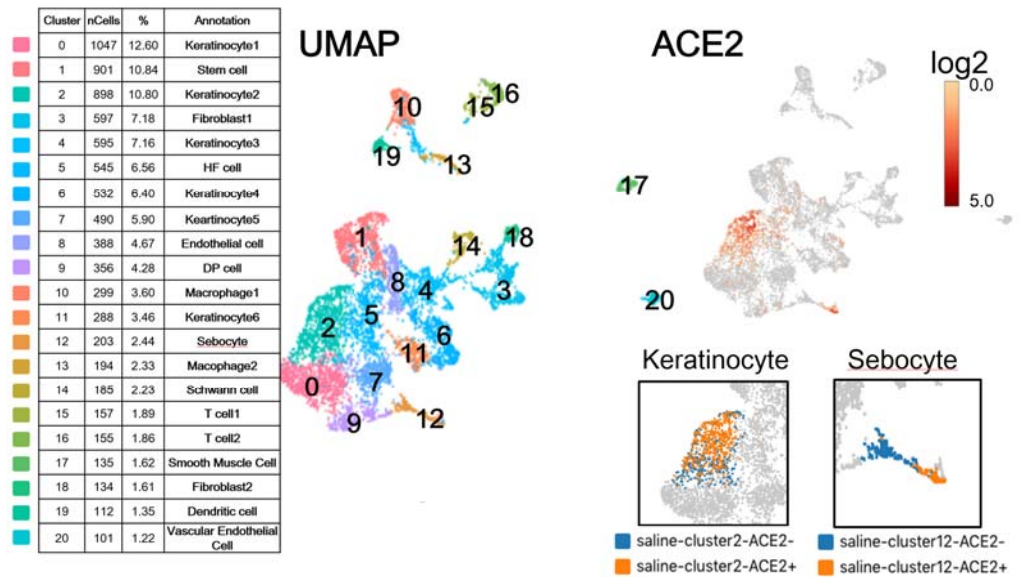 Cluster nCells % Annotation
0 1047 12.60 Keratinocyte1
1 901 10.84 Stem cell
2 898 10.80 Keratinocyte2
3 597 7.18 Fibroblast1
4 595 7.16 Keratinocyte3
5 545 6.56 HF cell
6 532 6.40 Keratinocyte4
7 490 5.90 Keartinocyte5
8 388 4.67 Endothelial cell
9 356 4.28 DP cell
10 299 3.60 Macrophage1
11 288 3.46 Keratinocyte6
12 203 2.44 Sebocyte
13 194 2.33 Macophage2
14 185 2.23 Schwann cell
15 157 1.89 T cell1
16 155 1.86 T cell2
17 135 1.62 Smooth Muscle Cell
18 134 1.61 Fibroblast2
19 112 1.35 Dendritic cell
20 101 1.22 Vascular Endothelial
Cell
UMAP
10
15
16
19
13
1
14
18
8
4
3
2
5
6
11
0
7
9
12
17
20
ACE2
log2
0.0
5.0
Keratinocyte
saline-cluster2-ACE2-
saline-cluster2-ACE2+
Sebocyte
saline-cluster12-ACE2-
saline-cluster12-ACE2+